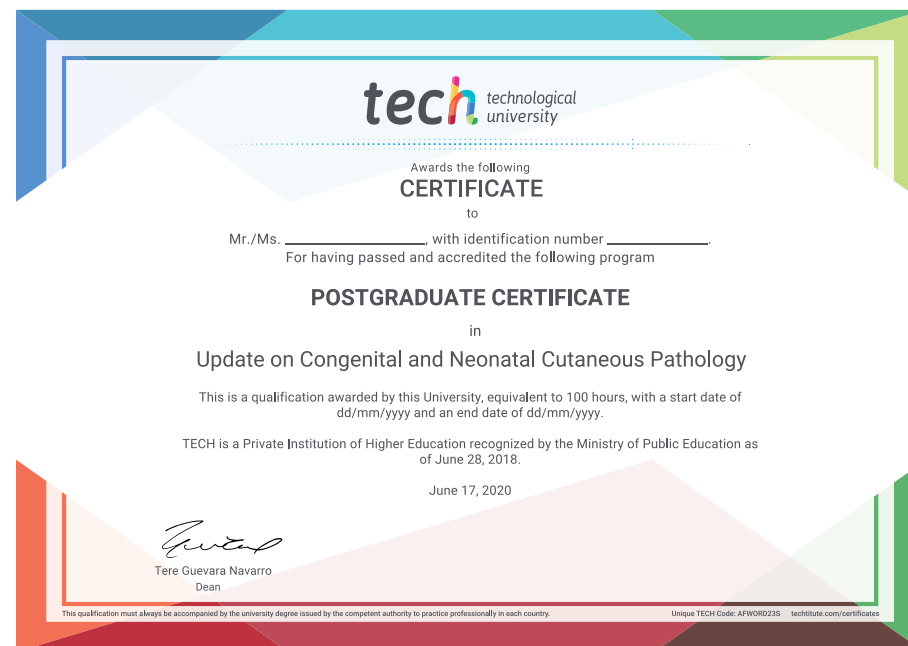 tech technological
university
Awards the following
CERTIFICATE
to
Mr./Ms. ________________, with identification number ____________.
For having passed and accredited the following program
POSTGRADUATE CERTIFICATE
in
Update on Congenital and Neonatal Cutaneous Pathology
This is a qualification awarded by this University, equivalent to 100 hours, with a start date of
dd/mm/yyyy and an end date of dd/mm/yyyy.
TECH is a Private Institution of Higher Education recognized by the Ministry of Public Education as
of June 28, 2018.
June 17, 2020
Tere Guevara Navarro
Dean
This qualification must always be accompanied by the university degree issued by the competent authority to practice professionally in each country. Unique TECH Code: AFWORD23S techtitute.com/certificates